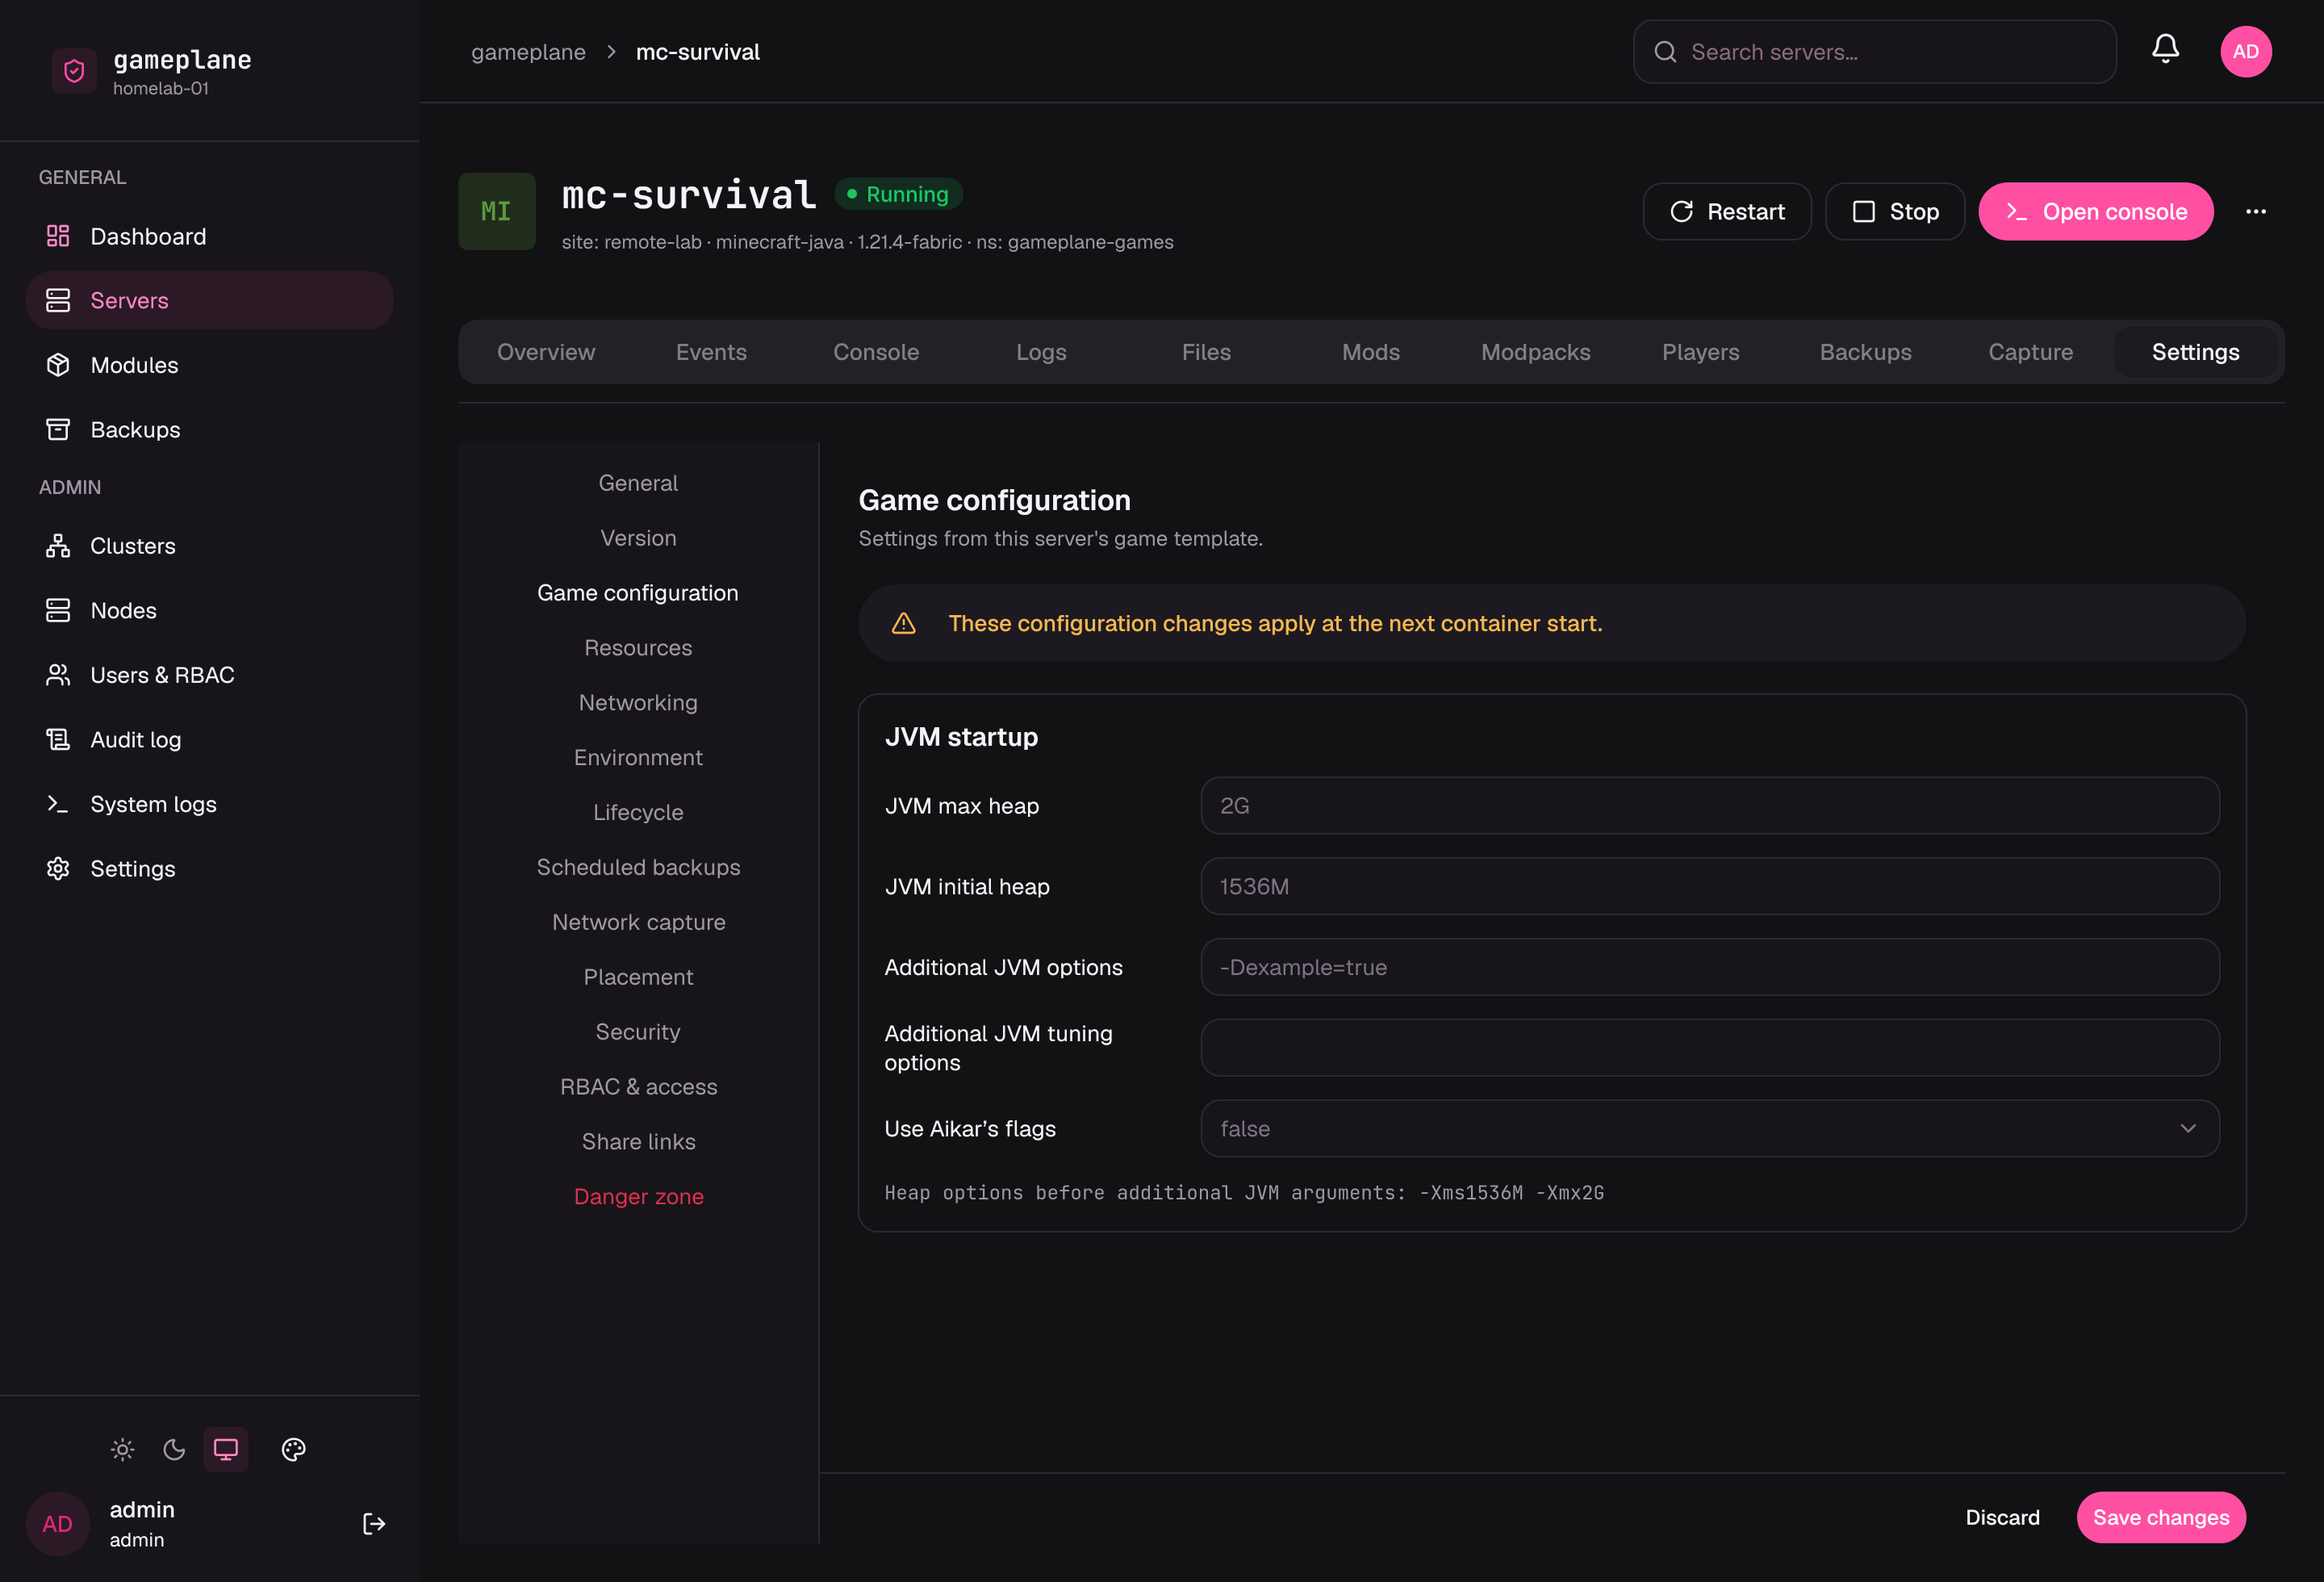 gameplane
homelab-01
GENERAL
Dashboard
Servers
Modules
Backups
ADMIN
Clusters
Nodes
Users & RBAC
Audit log
System logs
Settings
AD
admin
admin
gameplane > mc-survival
Search servers...
AD
MI
mc-survival
Running
site: remote-lab · minecraft-java · 1.21.4-fabric · ns: gameplane-games
Restart
Stop
Open console
Overview
Events
Console
Logs
Files
Mods
Modpacks
Players
Backups
Capture
Settings
General
Version
Game configuration
Resources
Networking
Environment
Lifecycle
Scheduled backups
Network capture
Placement
Security
RBAC & access
Share links
Danger zone
Game configuration
Settings from this server's game template.
These configuration changes apply at the next container start.
JVM startup
JVM max heap
2G
JVM initial heap
1536M
Additional JVM options
-Dexample=true
Additional JVM tuning
options
Use Aikar’s flags
false
Heap options before additional JVM arguments: -Xms1536M -Xmx2G
Discard
Save changes